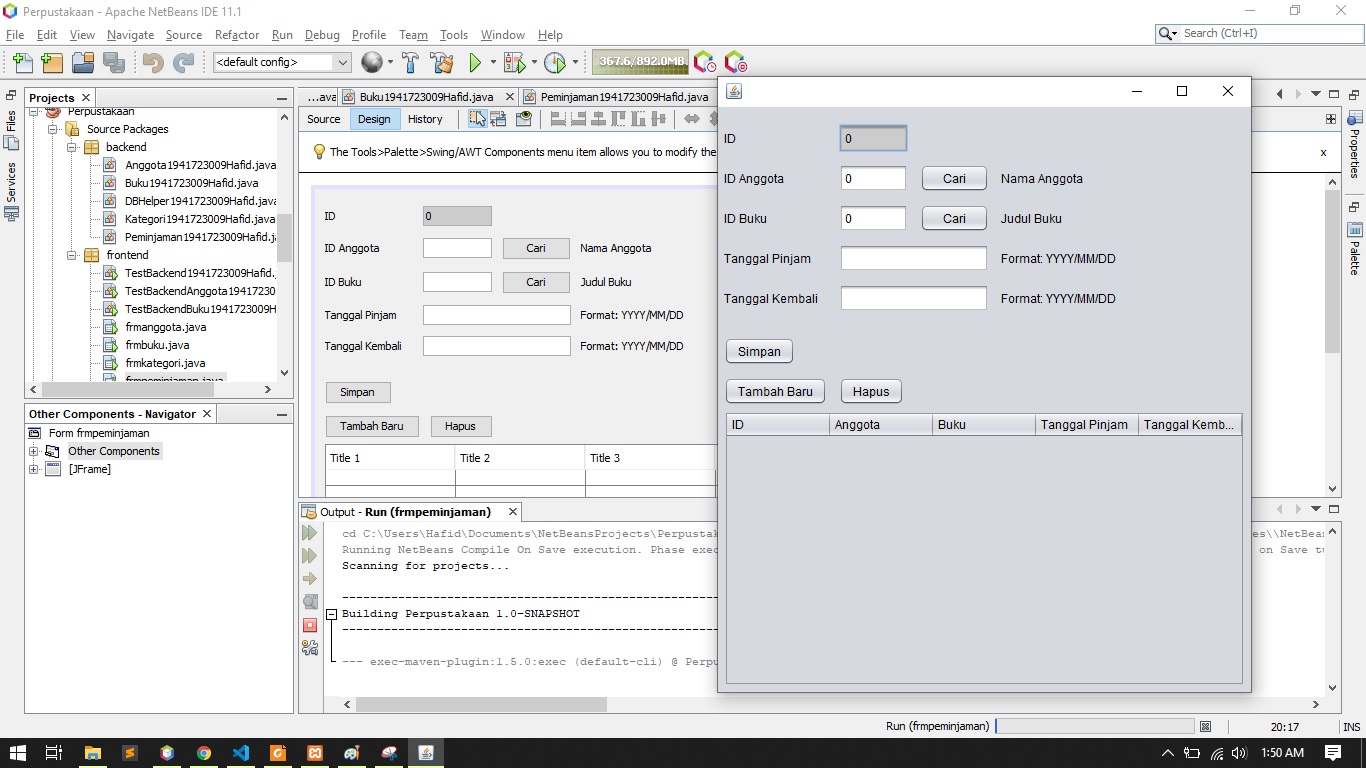 Perpustakaan - Apache NetBeans IDE 11.1
File Edit View Navigate Source Refactor Run Debug Profile Team Tools Window Help
Search (Ctrl+I)
<default config>
367.6/892.0MB
Projects
Files
Services
Perpustakaan
Source Packages
backend
Anggota1941723009Hafid.java
Buku1941723009Hafid.java
DBHelper1941723009Hafid.java
Kategori1941723009Hafid.java
Peminjaman1941723009Hafid.j
frontend
TestBackend1941723009Hafid.
TestBackendAnggota1941723
TestBackendBuku1941723009H
frmanggota.java
frmbuku.java
frmkategori.java
frmpeminjaman.java
Other Components - Navigator
Form frmpeminjaman
Other Components
[JFrame]
...ava Buku1941723009Hafid.java Peminjaman1941723009Hafid.java
Source Design History
The Tools>Palette>Swing/AWT Components menu item allows you to modify the
x
ID 0
ID Anggota Cari Nama Anggota
ID Buku Cari Judul Buku
Tanggal Pinjam Format: YYYY/MM/DD
Tanggal Kembali Format: YYYY/MM/DD
Simpan
Tambah Baru Hapus
Title 1 Title 2 Title 3
Output - Run (frmpeminjaman)
cd C:\Users\Hafid\Documents\NetBeansProjects\Perpustak
es\\NetBean
Running NetBeans Compile On Save execution. Phase exec
on Save tu
Scanning for projects...
Building Perpustakaan 1.0-SNAPSHOT
--- exec-maven-plugin:1.5.0:exec (default-cli) @ Perpu
ID 0
ID Anggota 0 Cari Nama Anggota
ID Buku 0 Cari Judul Buku
Tanggal Pinjam Format: YYYY/MM/DD
Tanggal Kembali Format: YYYY/MM/DD
Simpan
Tambah Baru Hapus
ID Anggota Buku Tanggal Pinjam Tanggal Kemb...
Properties
Palette
Run (frmpeminjaman)
20:17 INS
1:50 AM